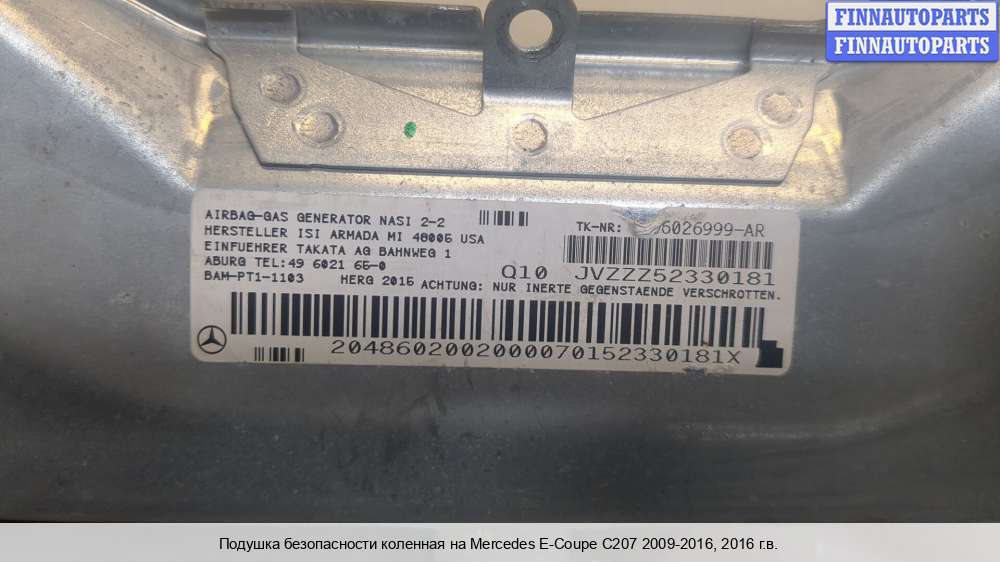 FINNAUTOPARTS
FINNAUTOPARTS
AIRBAG-GAS GENERATOR NASI 2-2
HERSTELLER ISI ARMADA MI 48005 USA
EINFUEHRER TAKATA AG BAHNWEG 1
ABURG TEL:49 6021 65-0
BAM-PT1-1103 HERG 2015 ACHTUNG: NUR INERTE GEGENSTAENDE VERSCHROTTEN.
TK-NR: 6026999-AR
Q10 JVZZZ52330181
2048602002000070152330181X
Подушка безопасности коленная на Mercedes E-Coupe C207 2009-2016, 2016 г.в.